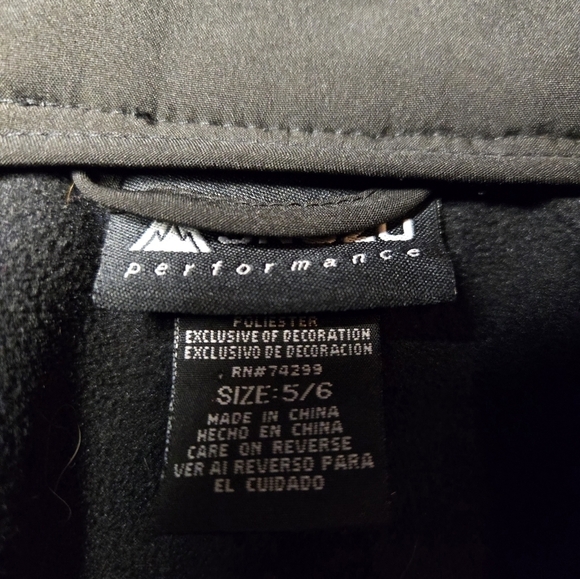 performance
POLIESTER
EXCLUSIVE OF DECORATION
EXCLUSIVO DE DECORACION
RN#74299
SIZE: 5/6
MADE IN CHINA
HECHO EN CHINA
CARE ON REVERSE
VER AI REVERSO PARA
EL CUIDADO